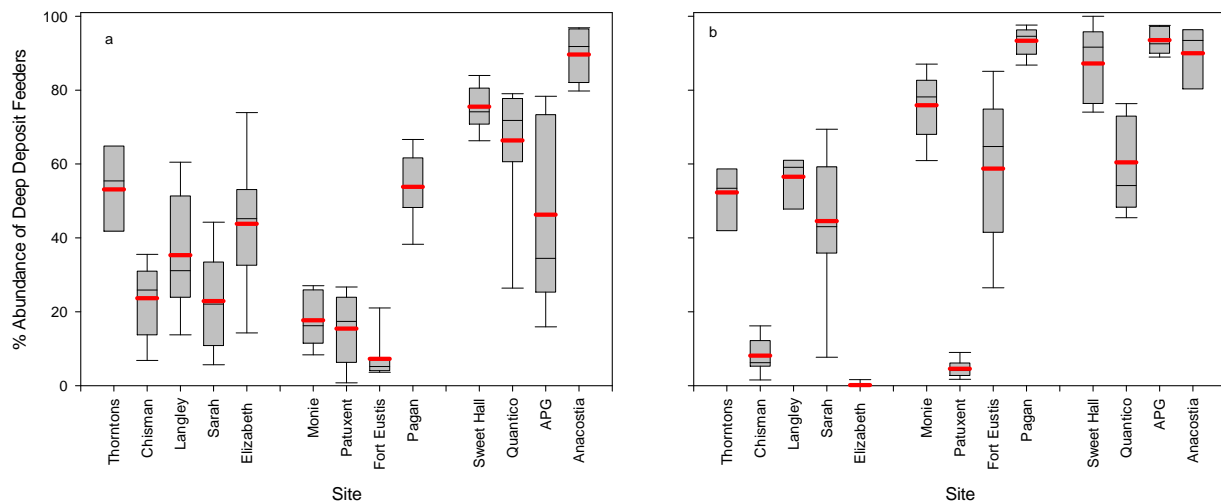 % Abundance of Deep Deposit Feeders
100
80
60
40
20
0
a
Thorntons
Chisman
Langley
Sarah
Elizabeth
Monie
Patuxent
Fort Eustis
Pagan
Sweet Hall
Quantico
APG
Anacostia
Site
b
Thorntons
Chisman
Langley
Sarah
Elizabeth
Monie
Patuxent
Fort Eustis
Pagan
Sweet Hall
Quantico
APG
Anacostia
Site